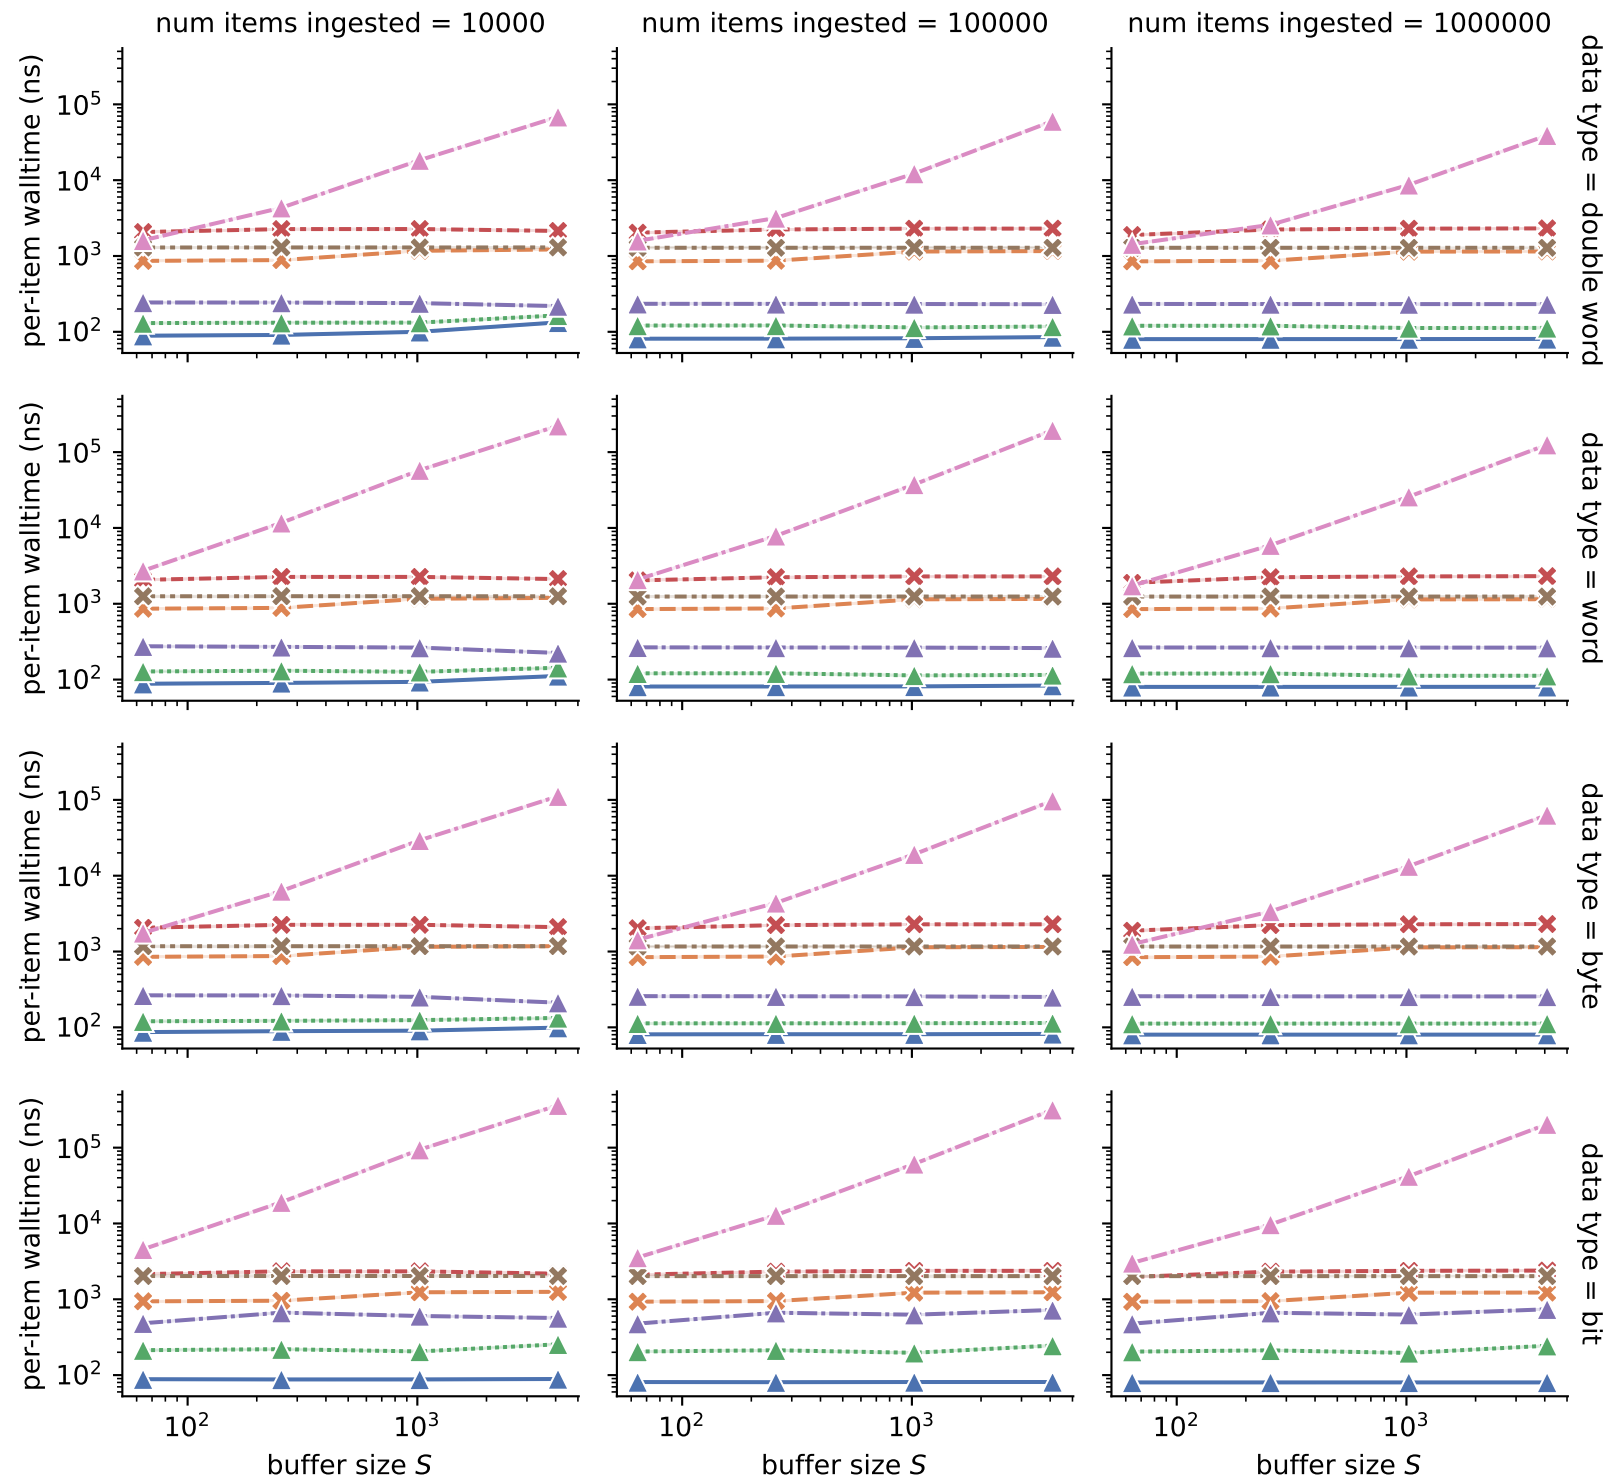 num items ingested = 10000
num items ingested = 100000
num items ingested = 1000000
per-item walltime (ns)
10^5
10^4
10^3
10^2
data type = double word
per-item walltime (ns)
10^5
10^4
10^3
10^2
data type = word
per-item walltime (ns)
10^5
10^4
10^3
10^2
data type = byte
per-item walltime (ns)
10^5
10^4
10^3
10^2
data type = bit
10^2
10^3
10^2
10^3
10^2
10^3
buffer size S
buffer size S
buffer size S